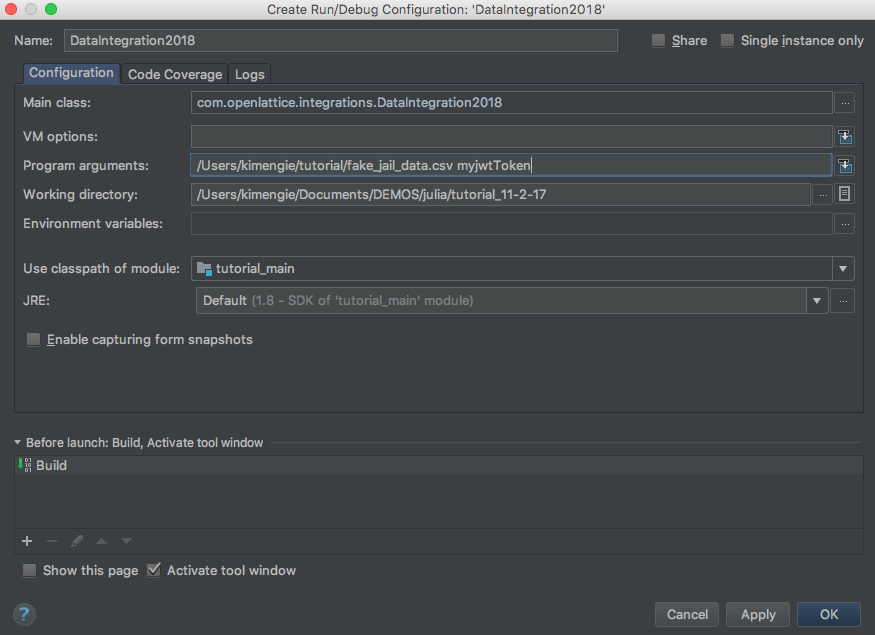 Create Run/Debug Configuration: 'DataIntegration2018'
Name: DataIntegration2018 Share Single instance only
Configuration Code Coverage Logs
Main class: com.openlattice.integrations.DataIntegration2018 ...
VM options:
Program arguments: /Users/kimengie/tutorial/fake_jail_data.csv myjwtToken
Working directory: /Users/kimengie/Documents/DEMOS/julia/tutorial_11-2-17 ...
Environment variables: ...
Use classpath of module: tutorial_main
JRE: Default (1.8 - SDK of 'tutorial_main' module) ...
Enable capturing form snapshots
Before launch: Build, Activate tool window
Build
Show this page Activate tool window
? Cancel Apply OK